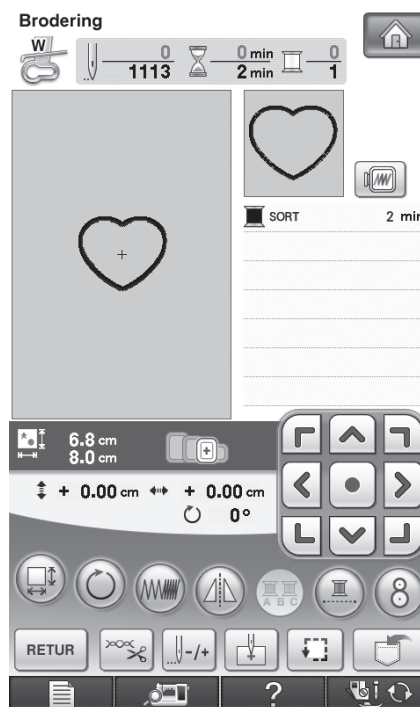 Brodering
W
0 0 min 0
1113 2 min 1
SORT 2 min
6.8 cm
8.0 cm
+ 0.00 cm + 0.00 cm
0°
A B C
8
RETUR
-/+
?